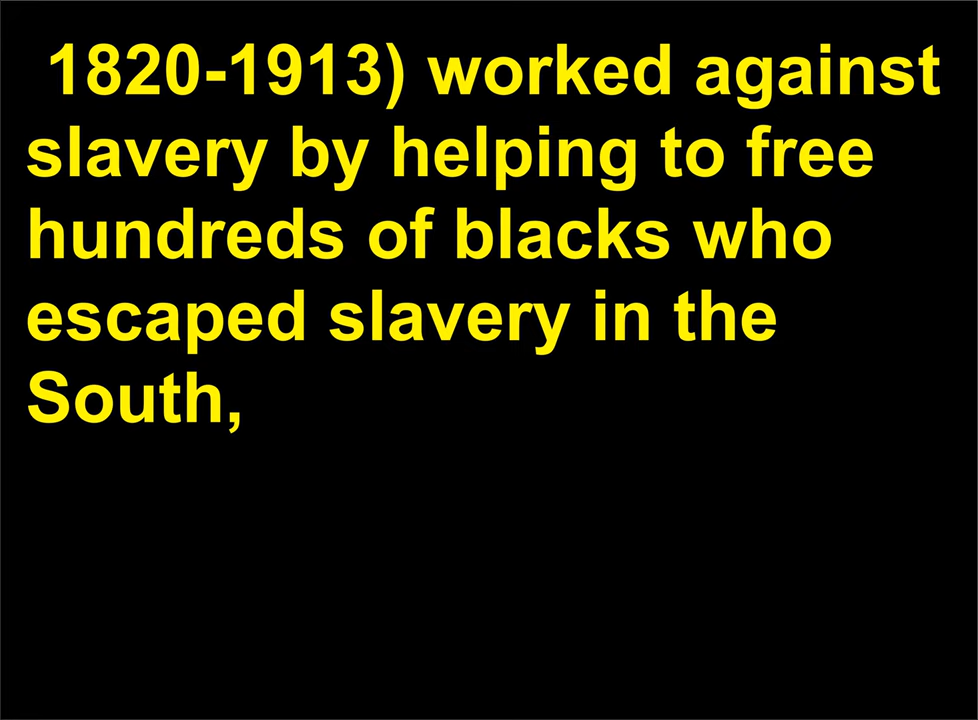 1820-1913) worked against
slavery by helping to free
hundreds of blacks who
escaped slavery in the
South,